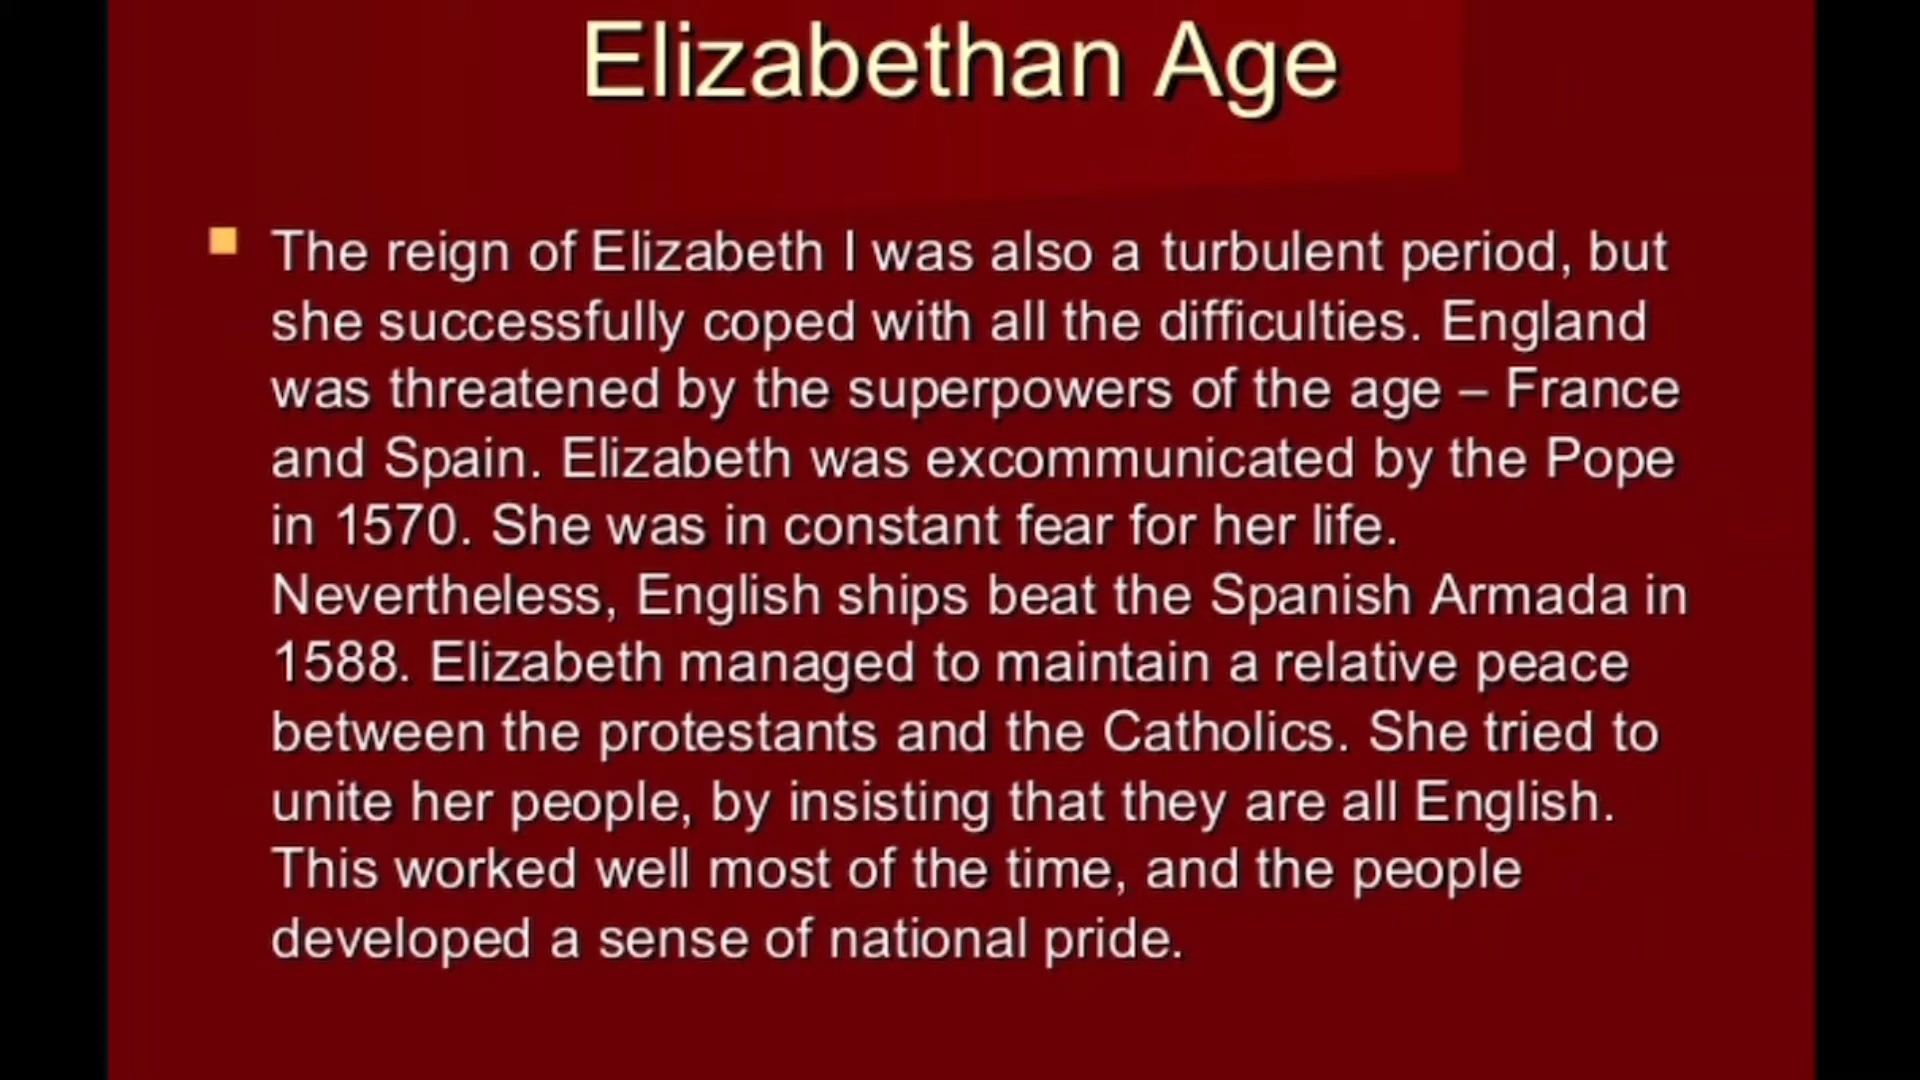 Elizabethan Age
The reign of Elizabeth I was also a turbulent period, but
she successfully coped with all the difficulties. England
was threatened by the superpowers of the age – France
and Spain. Elizabeth was excommunicated by the Pope
in 1570. She was in constant fear for her life.
Nevertheless, English ships beat the Spanish Armada in
1588. Elizabeth managed to maintain a relative peace
between the protestants and the Catholics. She tried to
unite her people, by insisting that they are all English.
This worked well most of the time, and the people
developed a sense of national pride.